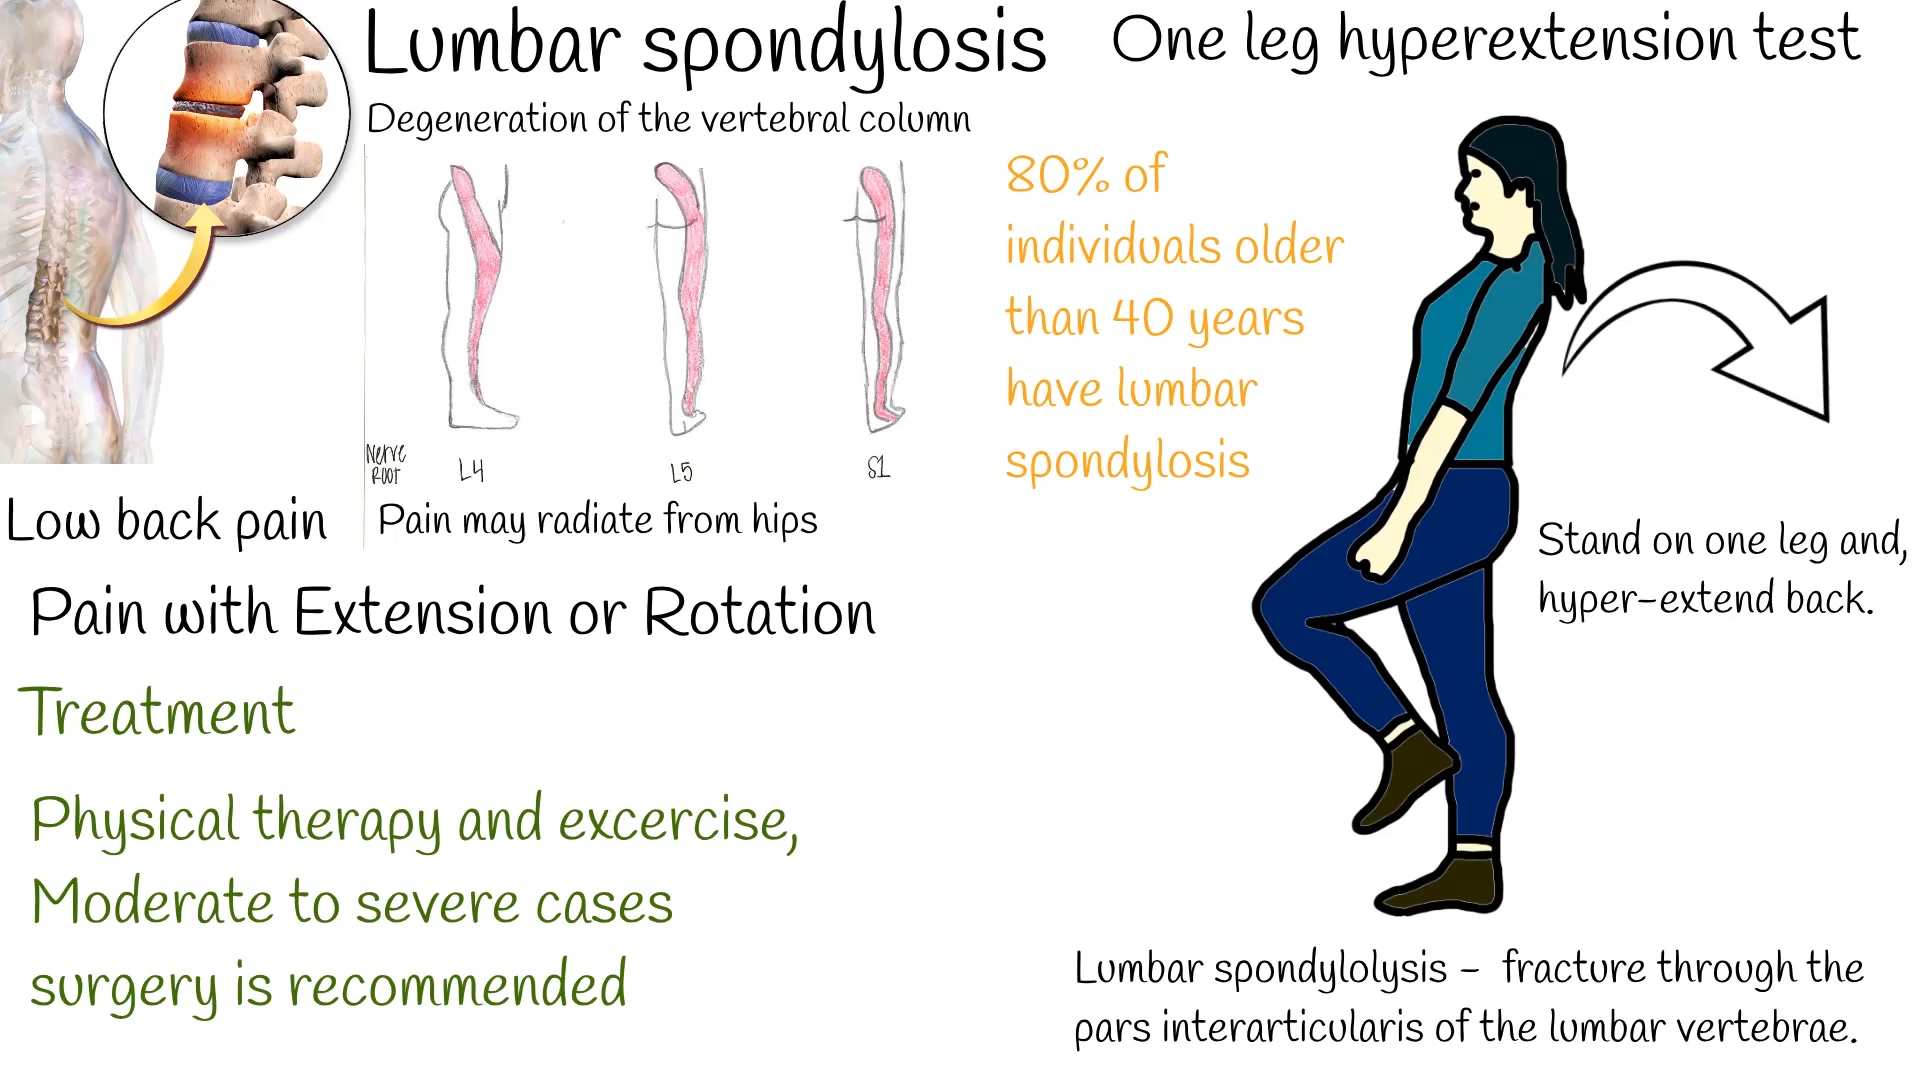 Lumbar spondylosis
Degeneration of the vertebral column
Nerve
Root
L4
L5
S1
Low back pain
Pain may radiate from hips
Pain with Extension or Rotation
Treatment
Physical therapy and excercise,
Moderate to severe cases
surgery is recommended
One leg hyperextension test
80% of
individuals older
than 40 years
have lumbar
spondylosis
Stand on one leg and,
hyper-extend back.
Lumbar spondylolysis - fracture through the
pars interarticularis of the lumbar vertebrae.